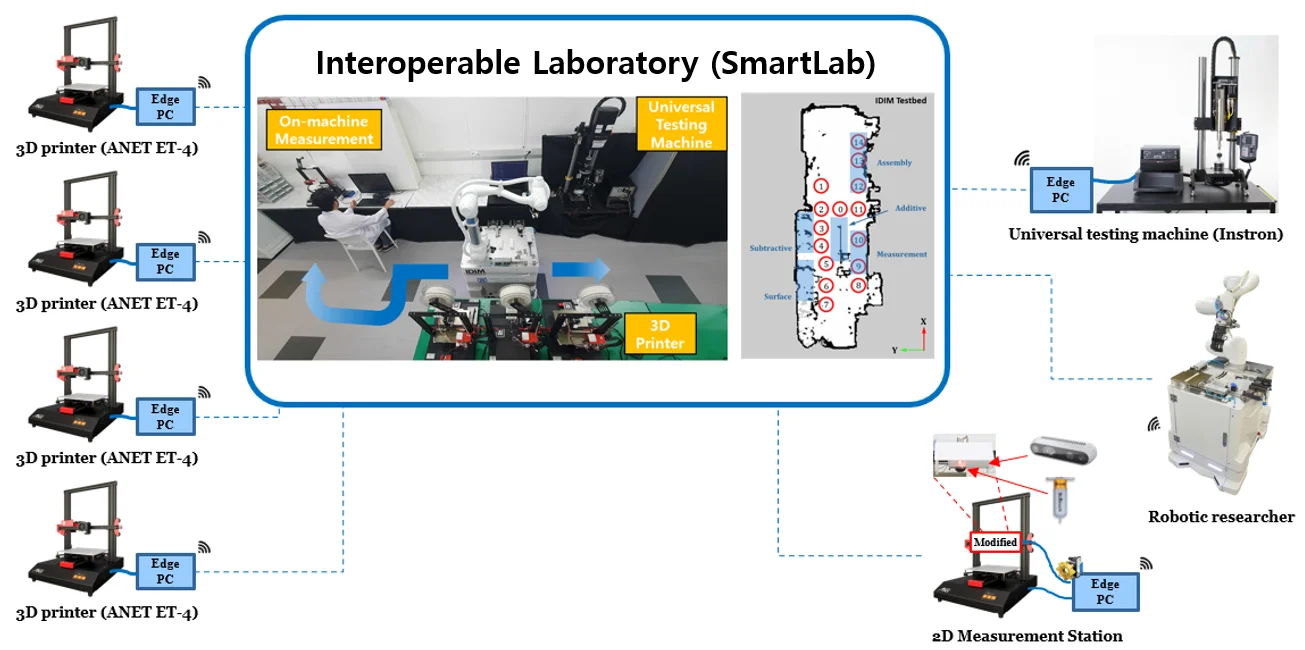 Interoperable Laboratory (SmartLab)
On-machine
Measurement
Universal
Testing
Machine
IDIM
3D
Printer
IDIM Testbed
14
13
Assembly
1
12
2
0
11
Additive
3
4
10
Subtractive
Measurement
5
9
6
8
Surface
7
X
Y
Edge
PC
3D printer (ANET ET-4)
Edge
PC
3D printer (ANET ET-4)
Edge
PC
3D printer (ANET ET-4)
Edge
PC
3D printer (ANET ET-4)
Edge
PC
Universal testing machine (Instron)
Robotic researcher
Modified
Edge
PC
2D Measurement Station